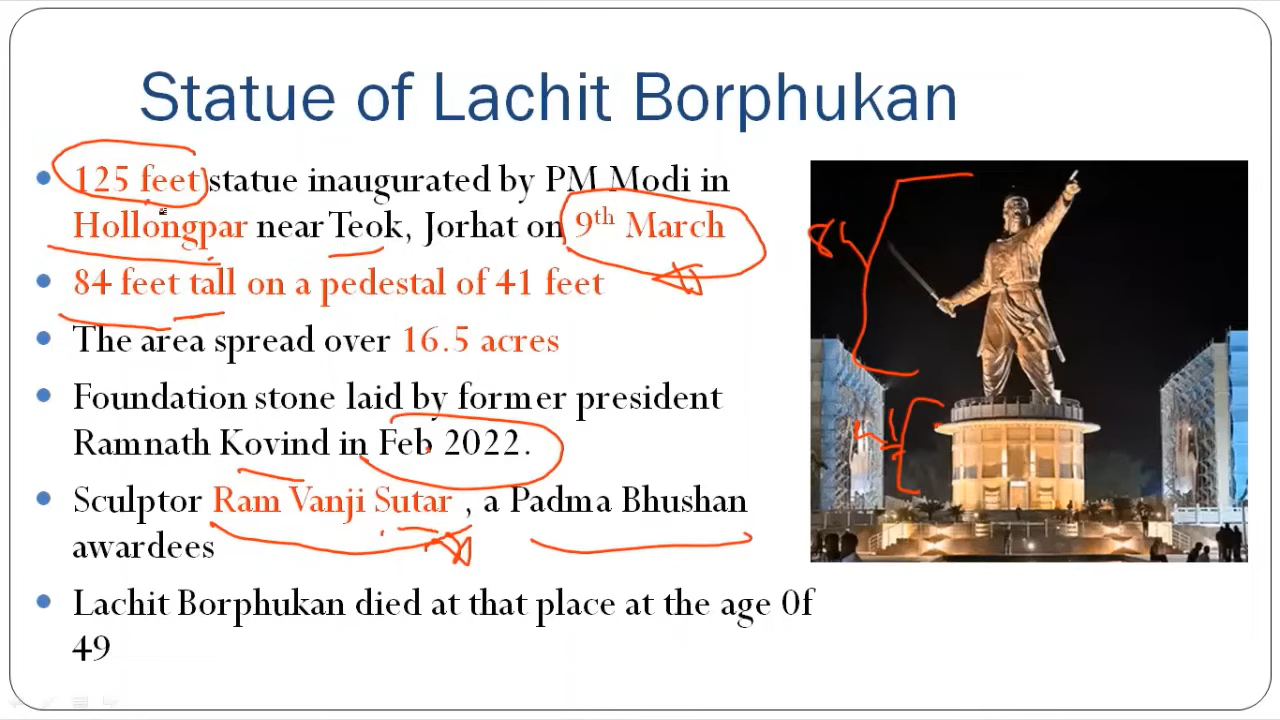 Statue of Lachit Borphukan
125 feet statue inaugurated by PM Modi in
Hollongpar near Teok, Jorhat on 9th March
84 feet tall on a pedestal of 41 feet
The area spread over 16.5 acres
Foundation stone laid by former president
Ramnath Kovind in Feb 2022.
Sculptor Ram Vanji Sutar , a Padma Bhushan
awardees
Lachit Borphukan died at that place at the age 0f
49
84
41